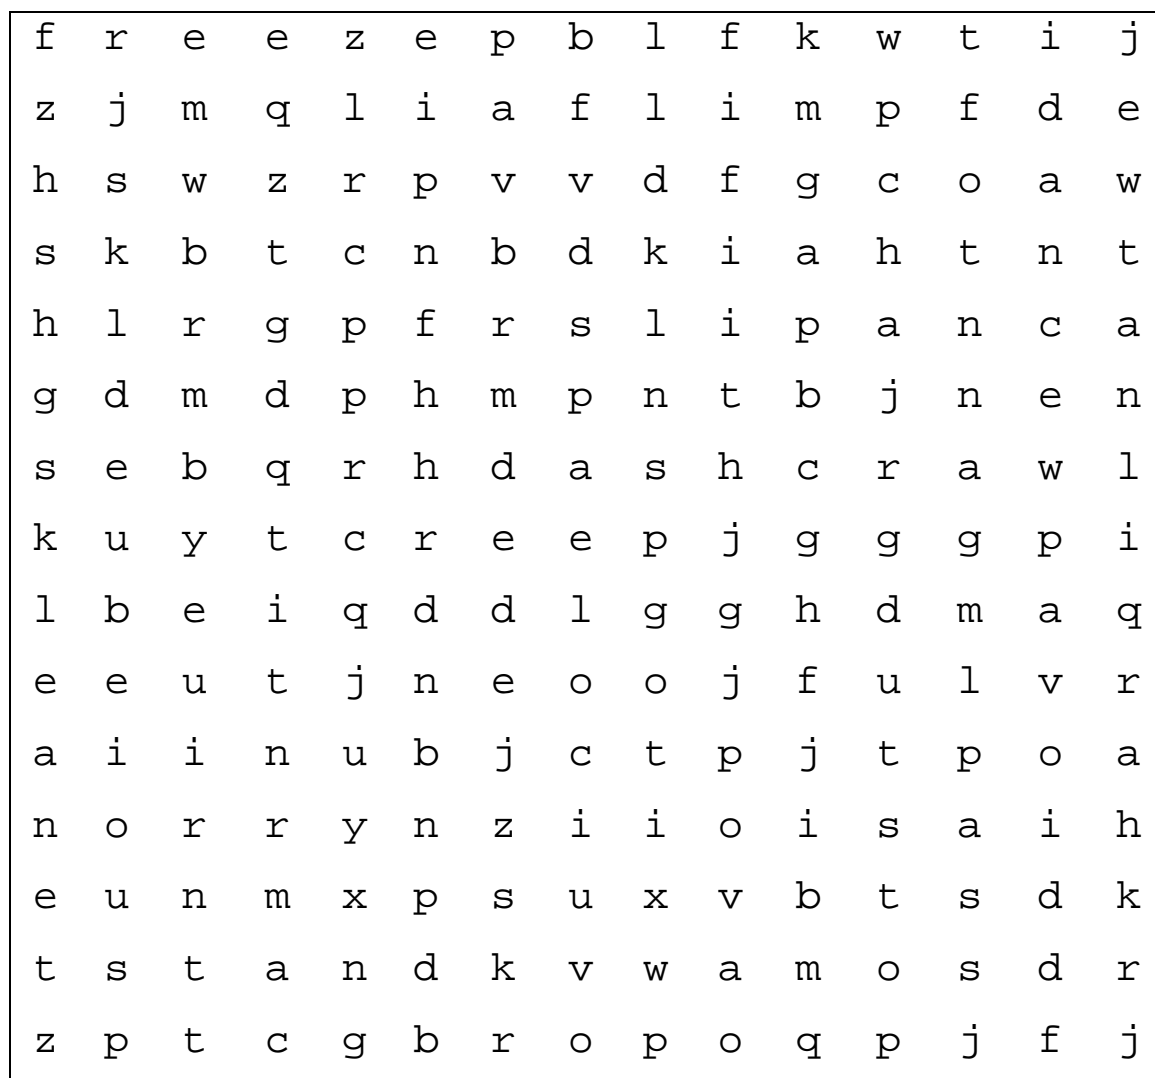 f r e e z e p b l f k w t i j
z j m q l i a f l i m p f d e
h s w z r p v v d f g c o a w
s k b t c n b d k i a h t n t
h l r g p f r s l i p a n c a
g d m d p h m p n t b j n e n
s e b q r h d a s h c r a w l
k u y t c r e e p j g g g p i
l b e i q d d l g g h d m a q
e e u t j n e o o j f u l v r
a i i n u b j c t p j t p o a
n o r r y n z i i o i s a i h
e u n m x p s u x v b t s d k
t s t a n d k v w a m o s d r
z p t c g b r o p o q p j f j